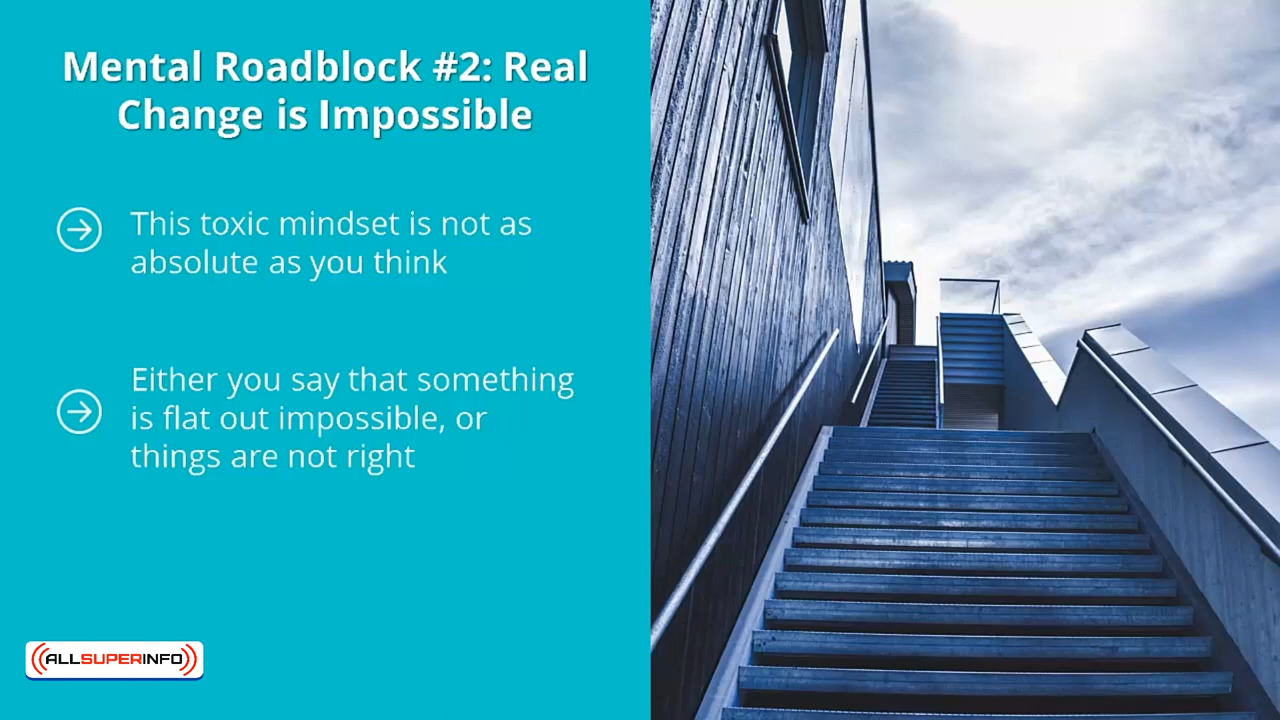 Mental Roadblock #2: Real
Change is Impossible
This toxic mindset is not as
absolute as you think
Either you say that something
is flat out impossible, or
things are not right
ALLSUPERINFO